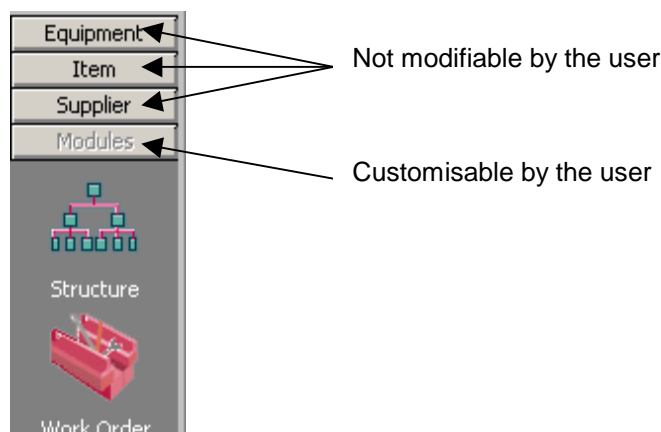 Equipment
Item
Supplier
Modules
Not modifiable by the user
Customisable by the user
Structure
Work Order